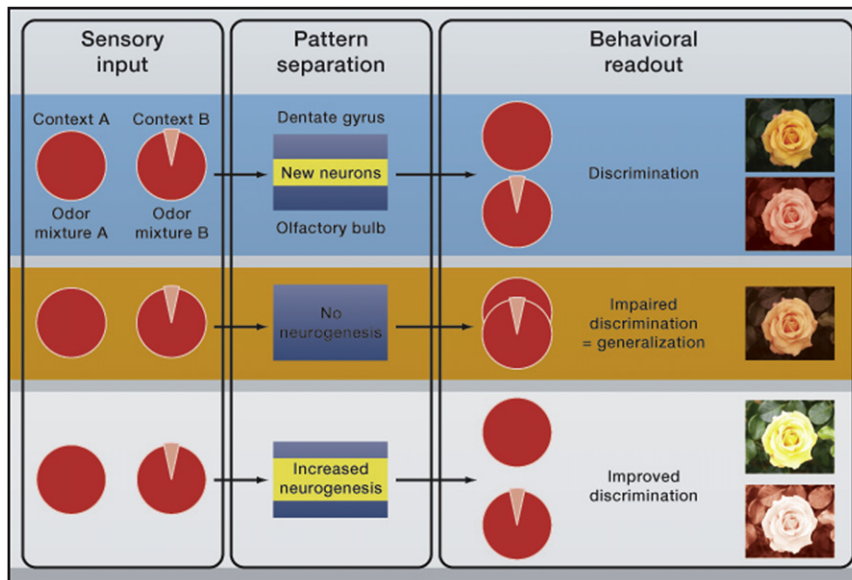 Sensory
input
Pattern
separation
Behavioral
readout
Context A
Context B
Odor
mixture A
Odor
mixture B
Dentate gyrus
New neurons
Olfactory bulb
Discrimination
No
neurogenesis
Impaired
discrimination
= generalization
Increased
neurogenesis
Improved
discrimination